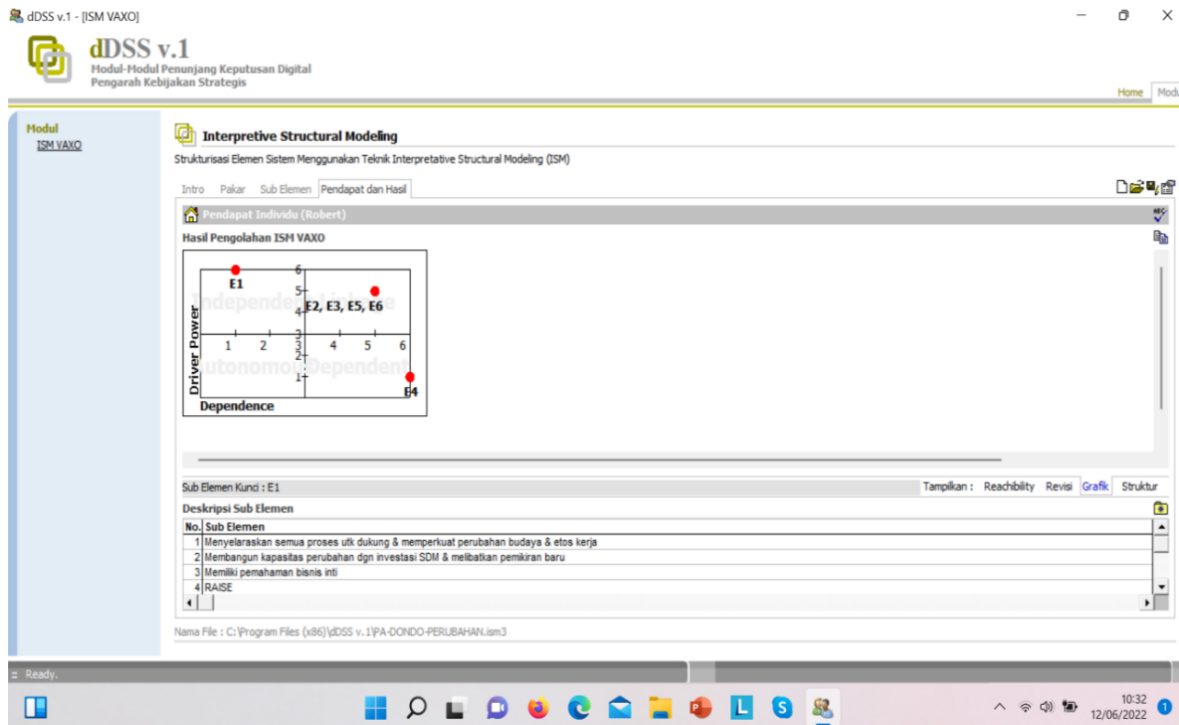 dDSS v.1 - [ISM VAXO]
dDSS v.1
Modul-Modul Penunjang Keputusan Digital
Pengarah Kebijakan Strategis
Home Modu
Modul
ISM VAXO
Interpretive Structural Modeling
Strukturisasi Elemen Sistem Menggunakan Teknik Interpretative Structural Modeling (ISM)
Intro Pakar Sub Elemen Pendapat dan Hasil
Pendapat Individu (Robert)
Hasil Pengolahan ISM VAXO
6
E1
5
4 E2, E3, E5, E6
Driver Power
3
1 2 3 4 5 6
2
Autonomou Dependent
1
E4
Dependence
Sub Elemen Kunci : E1
Tampilkan : Reachbility Revisi Grafik Struktur
Deskripsi Sub Elemen
No. Sub Elemen
1 Menyelaraskan semua proses utk dukung & memperkuat perubahan budaya & etos kerja
2 Membangun kapasitas perubahan dgn investasi SDM & melibatkan pemikiran baru
3 Memiliki pemahaman bisnis inti
4 RAISE
Nama File : C:\Program Files (x86)\dDSS v.1\PA-DONDO-PERUBAHAN.ism3
:: Ready.
10:32
12/06/2022
1